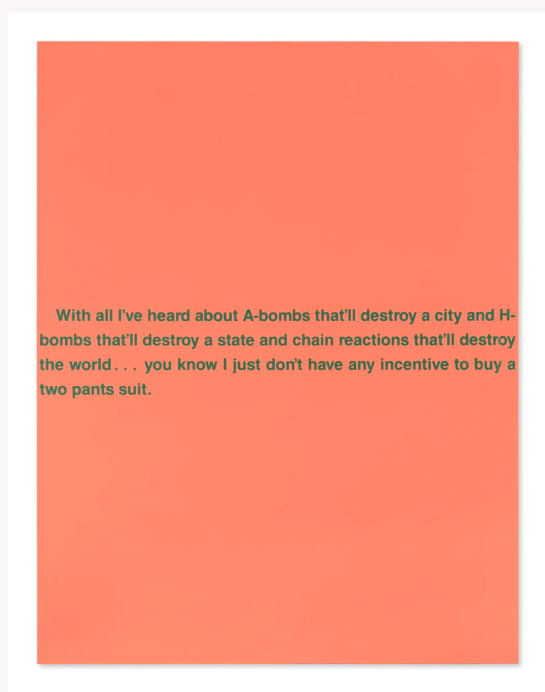 With all I've heard about A-bombs that'll destroy a city and H-
bombs that'll destroy a state and chain reactions that'll destroy
the world . . . you know I just don't have any incentive to buy a
two pants suit.